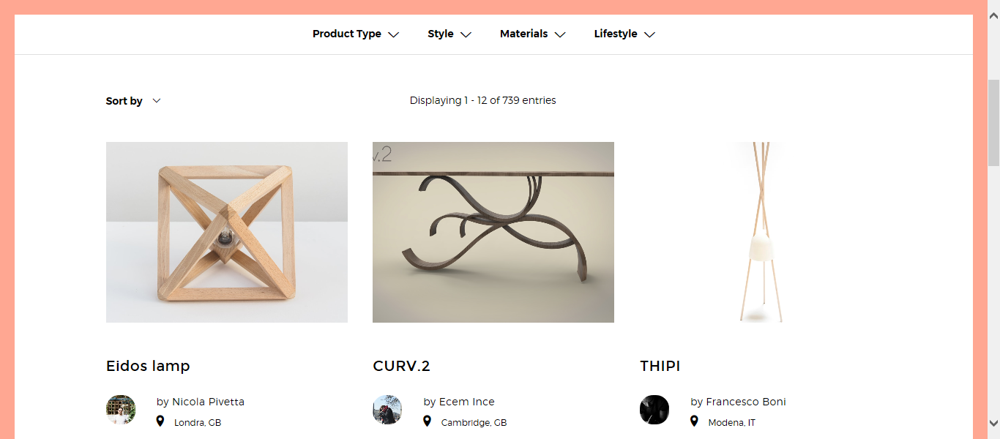 Product Type
Style
Materials
Lifestyle
Sort by
Displaying 1 - 12 of 739 entries
v.2
Eidos lamp
CURV.2
THIPI
by Nicola Pivetta
by Ecem Ince
by Francesco Boni
Londra, GB
Cambridge, GB
Modena, IT